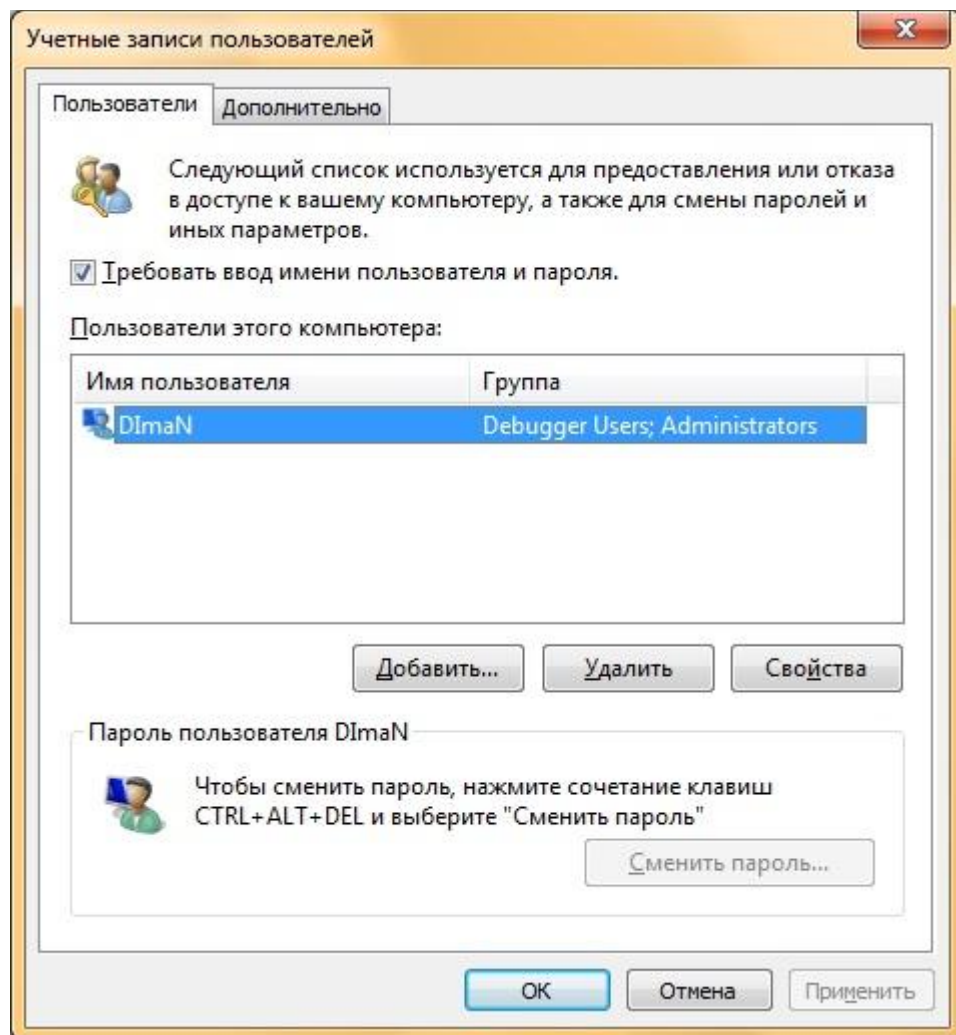 Учетные записи пользователей
Пользователи
Дополнительно
Следующий список используется для предоставления или отказа
в доступе к вашему компьютеру, а также для смены паролей и
иных параметров.
Требовать ввод имени пользователя и пароля.
Пользователи этого компьютера:
Имя пользователя Группа
DImaN Debugger Users; Administrators
Добавить... Удалить Свойства
Пароль пользователя DImaN
Чтобы сменить пароль, нажмите сочетание клавиш
CTRL+ALT+DEL и выберите "Сменить пароль"
Сменить пароль...
ОК Отмена Применить